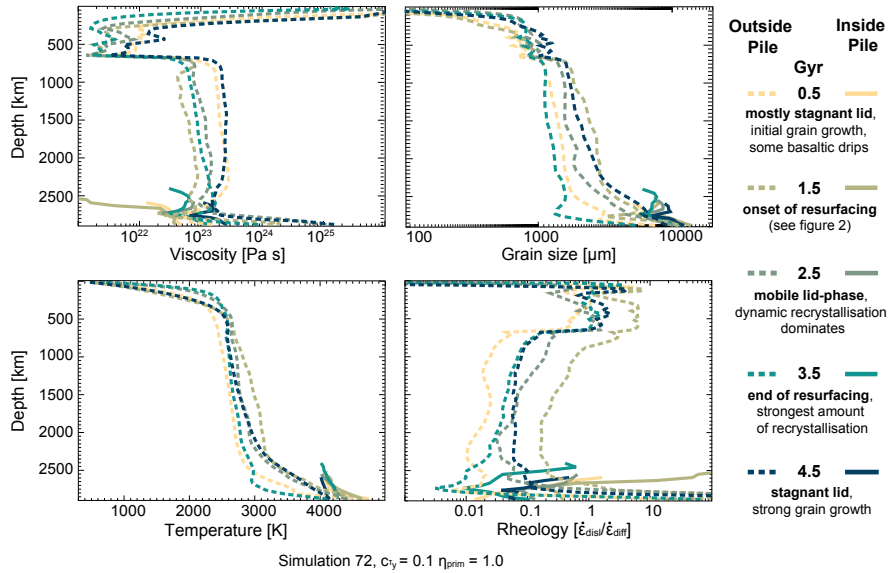 500
1000
1500
2000
2500
Depth [km]
10²²
10²³
10²⁴
10²⁵
Viscosity [Pa s]
100
1000
10000
Grain size [μm]
500
1000
1500
2000
2500
Depth [km]
1000
2000
3000
4000
Temperature [K]
0.01
0.1
1
10
Rheology [ε̇disl/ε̇diff]
Outside Inside
Pile Pile
Gyr
0.5
mostly stagnant lid,
initial grain growth,
some basaltic drips
1.5
onset of resurfacing
(see figure 2)
2.5
mobile lid-phase,
dynamic recrystallisation
dominates
3.5
end of resurfacing,
strongest amount
of recrystallisation
4.5
stagnant lid,
strong grain growth
Simulation 72, cτy = 0.1 ηprim = 1.0